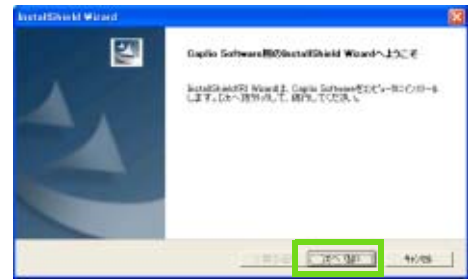 InstallShield Wizard
Caplio Software用のInstallShield Wizardへようこそ
InstallShield(R) Wizardは、Caplio Softwareをコンピュータにインストール
します。「次へ」をクリックして、続行してください。
次へ(N)
キャンセル